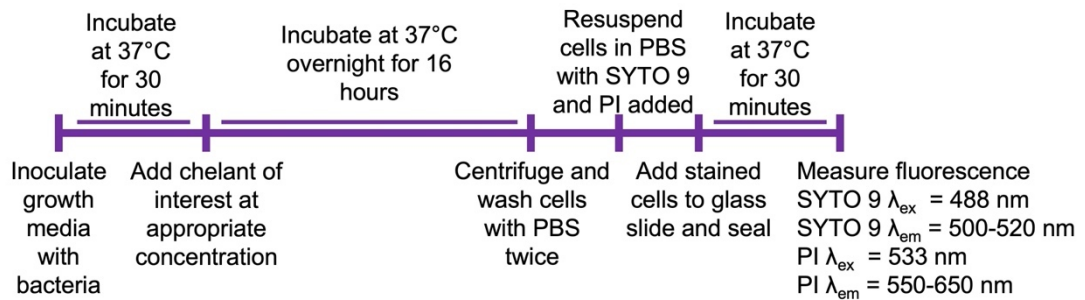 Incubate
at 37°C
for 30
minutes
Incubate at 37°C
overnight for 16
hours
Resuspend
cells in PBS
with SYTO 9
and PI added
Incubate
at 37°C
for 30
minutes
Inoculate
growth
media
with
bacteria
Add chelant of
interest at
appropriate
concentration
Centrifuge and
wash cells
with PBS
twice
Add stained
cells to glass
slide and seal
Measure fluorescence
SYTO 9 λex = 488 nm
SYTO 9 λem = 500-520 nm
PI λex = 533 nm
PI λem = 550-650 nm